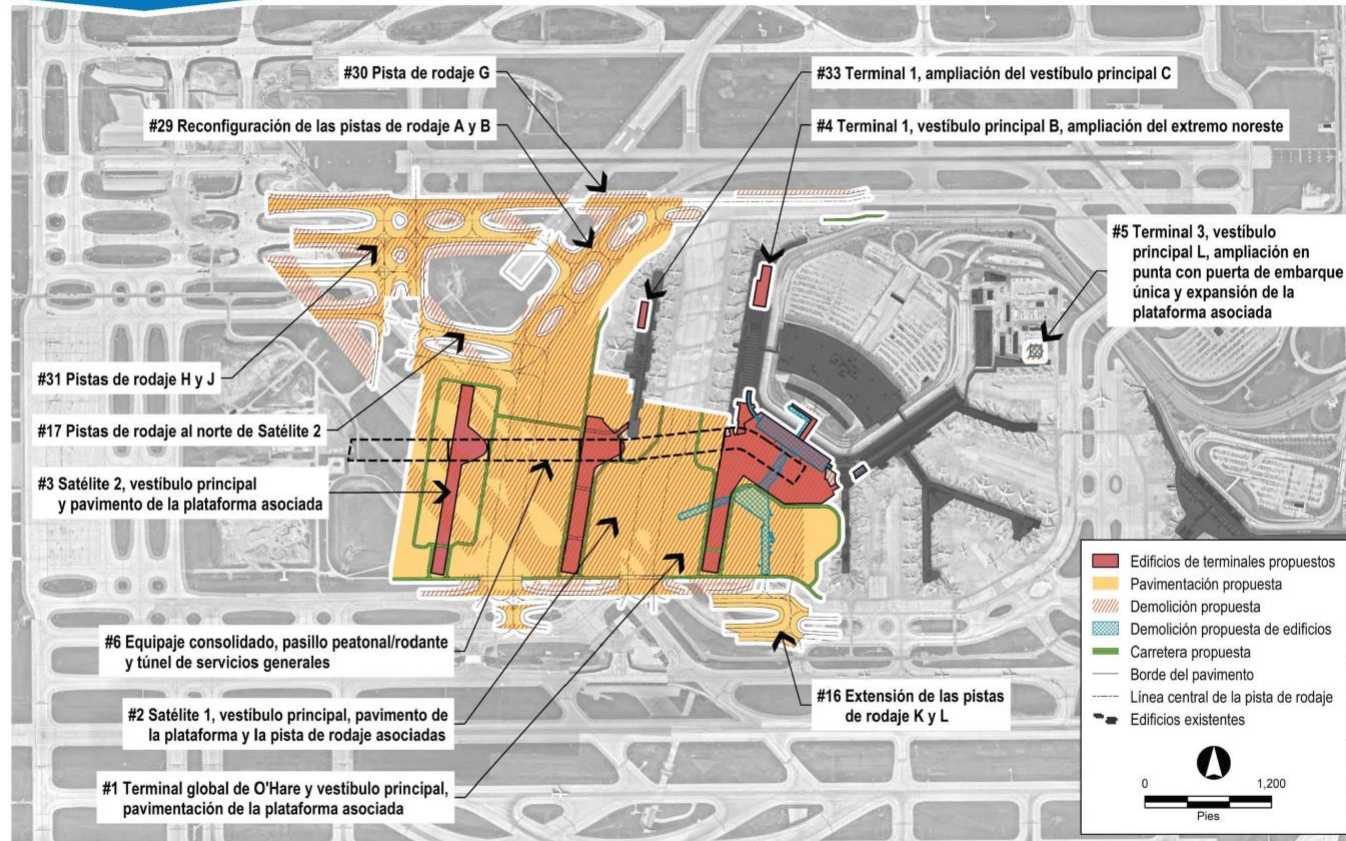 #30 Pista de rodaje G
#33 Terminal 1, ampliación del vestíbulo principal C
#29 Reconfiguración de las pistas de rodaje A y B
#4 Terminal 1, vestíbulo principal B, ampliación del extremo noreste
#5 Terminal 3, vestíbulo
principal L, ampliación en
punta con puerta de embarque
única y expansión de la
plataforma asociada
#31 Pistas de rodaje H y J
#17 Pistas de rodaje al norte de Satélite 2
#3 Satélite 2, vestíbulo principal
y pavimento de la plataforma asociada
#6 Equipaje consolidado, pasillo peatonal/rodante
y túnel de servicios generales
#16 Extensión de las pistas
de rodaje K y L
#2 Satélite 1, vestíbulo principal, pavimento de
la plataforma y la pista de rodaje asociadas
#1 Terminal global de O'Hare y vestíbulo principal,
pavimentación de la plataforma asociada
Edificios de terminales propuestos
Pavimentación propuesta
Demolición propuesta
Demolición propuesta de edificios
Carretera propuesta
Borde del pavimento
Línea central de la pista de rodaje
Edificios existentes
0 1,200
Pies